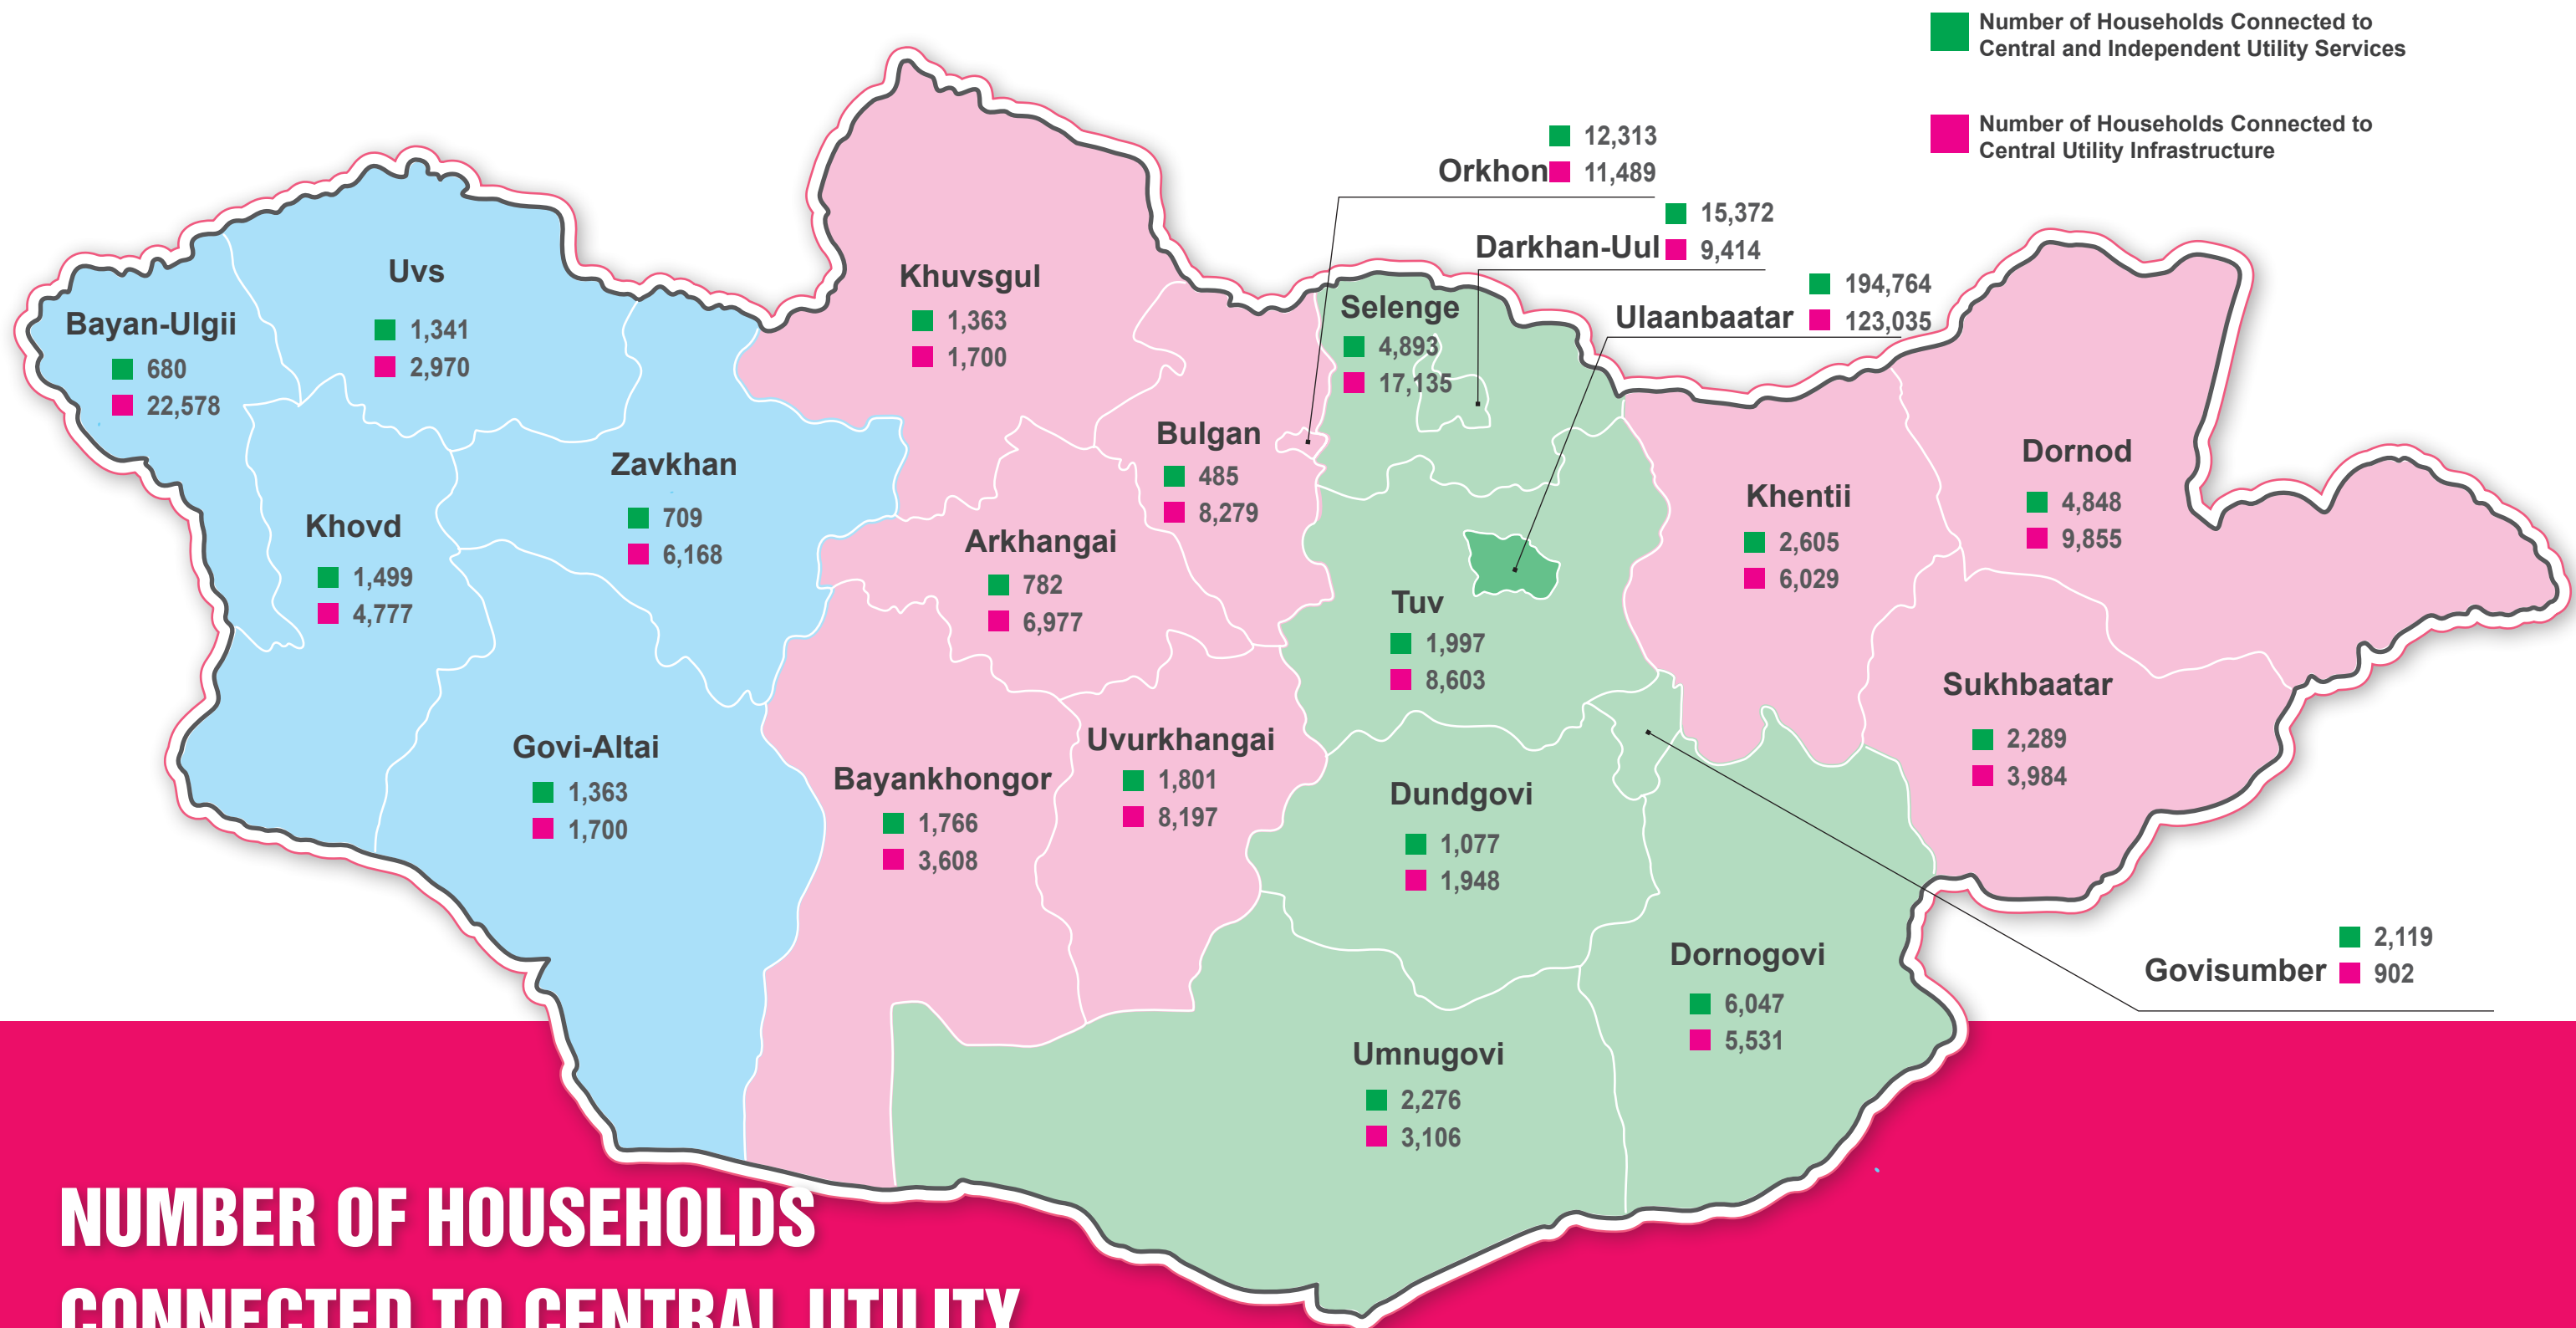 Number of Households Connected to
Central and Independent Utility Services
Number of Households Connected to
Central Utility Infrastructure
12,313
Orkhon 11,489
15,372
Darkhan-Uul 9,414
194,764
Ulaanbaatar 123,035
Bayan-Ulgii
680
22,578
Uvs
1,341
2,970
Khuvsgul
1,363
1,700
Selenge
4,893
17,135
Zavkhan
709
6,168
Khovd
1,499
4,777
Bulgan
485
8,279
Arkhangai
782
6,977
Khentii
2,605
6,029
Dornod
4,848
9,855
Tuv
1,997
8,603
Sukhbaatar
2,289
3,984
Govi-Altai
1,363
1,700
Bayankhongor
1,766
3,608
Uvurkhangai
1,801
8,197
Dundgovi
1,077
1,948
Dornogovi
6,047
5,531
2,119
Govisumber 902
Umnugovi
2,276
3,106
NUMBER OF HOUSEHOLDS
CONNECTED TO CENTRAL UTILITY